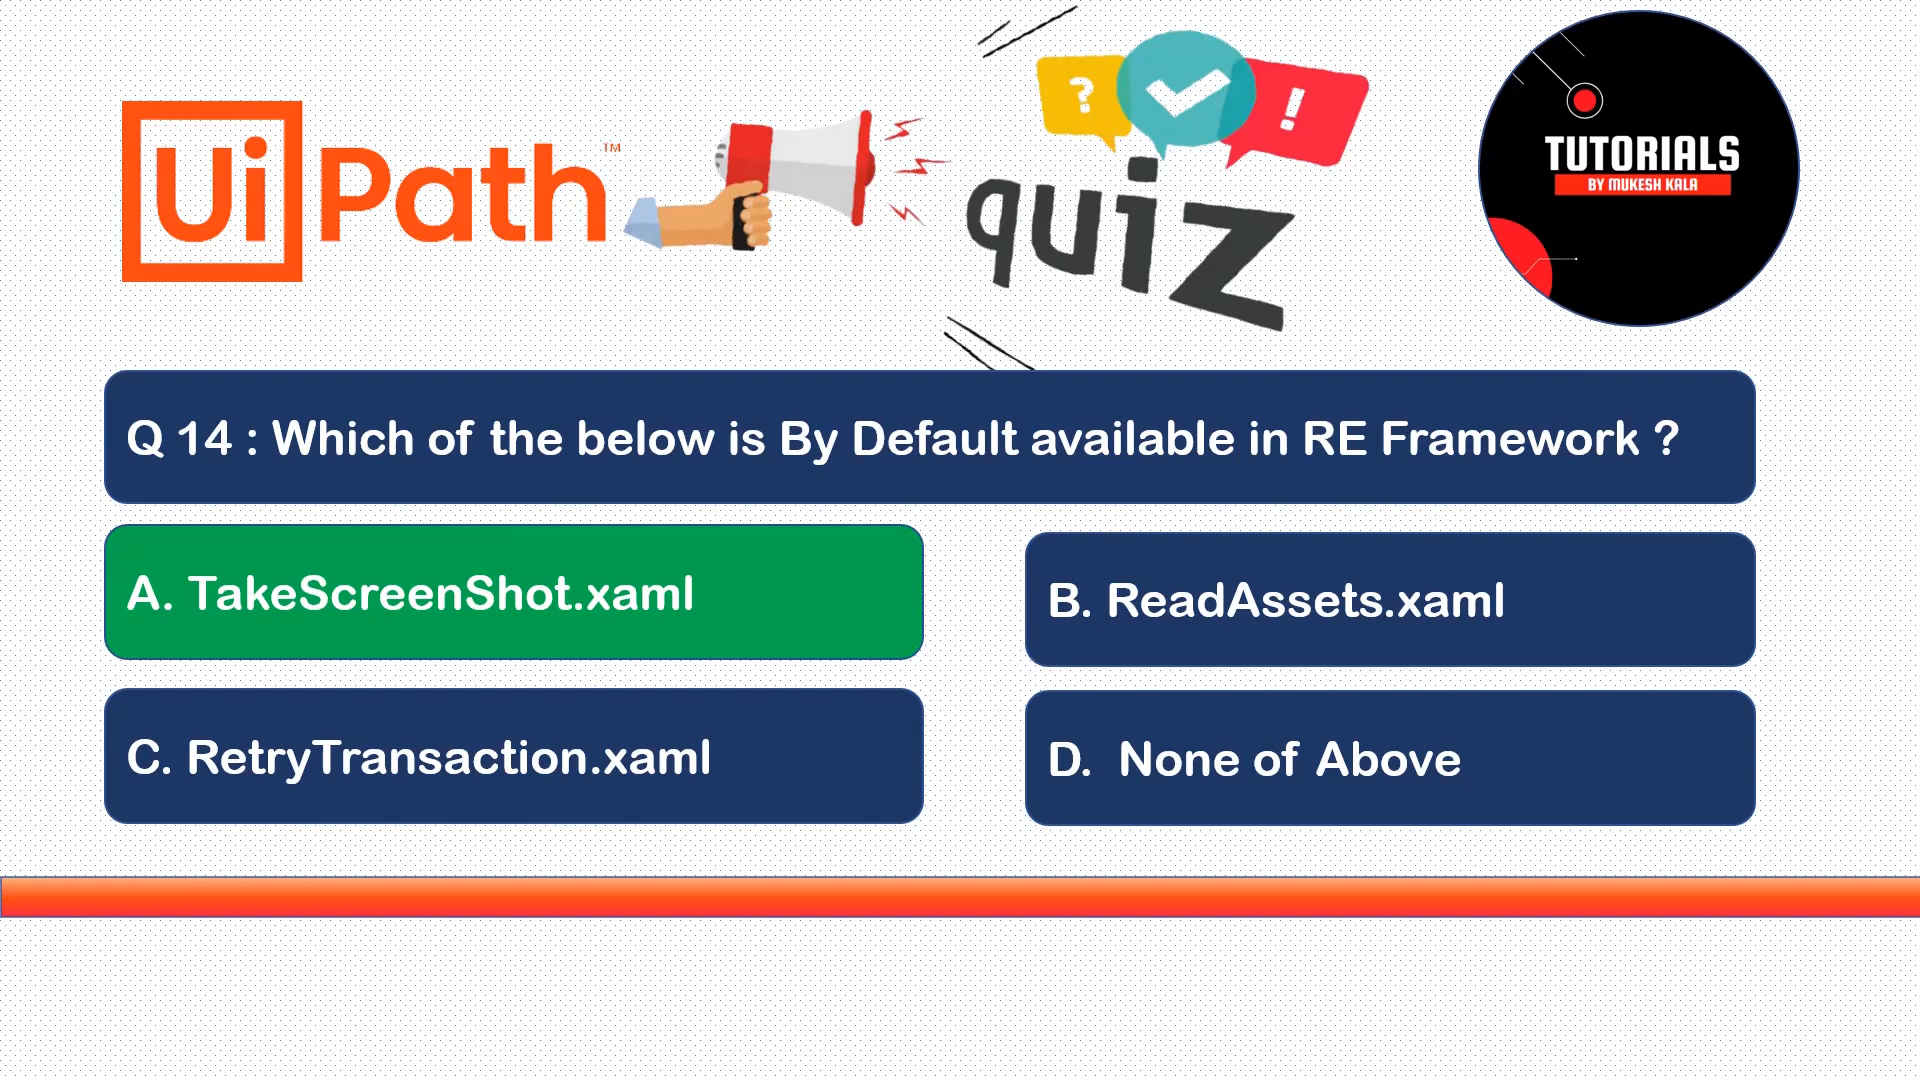 UiPath™
?
!
quiz
TUTORIALS
BY MUKESH KALA
Q 14 : Which of the below is By Default available in RE Framework ?
A. TakeScreenShot.xaml
B. ReadAssets.xaml
C. RetryTransaction.xaml
D. None of Above